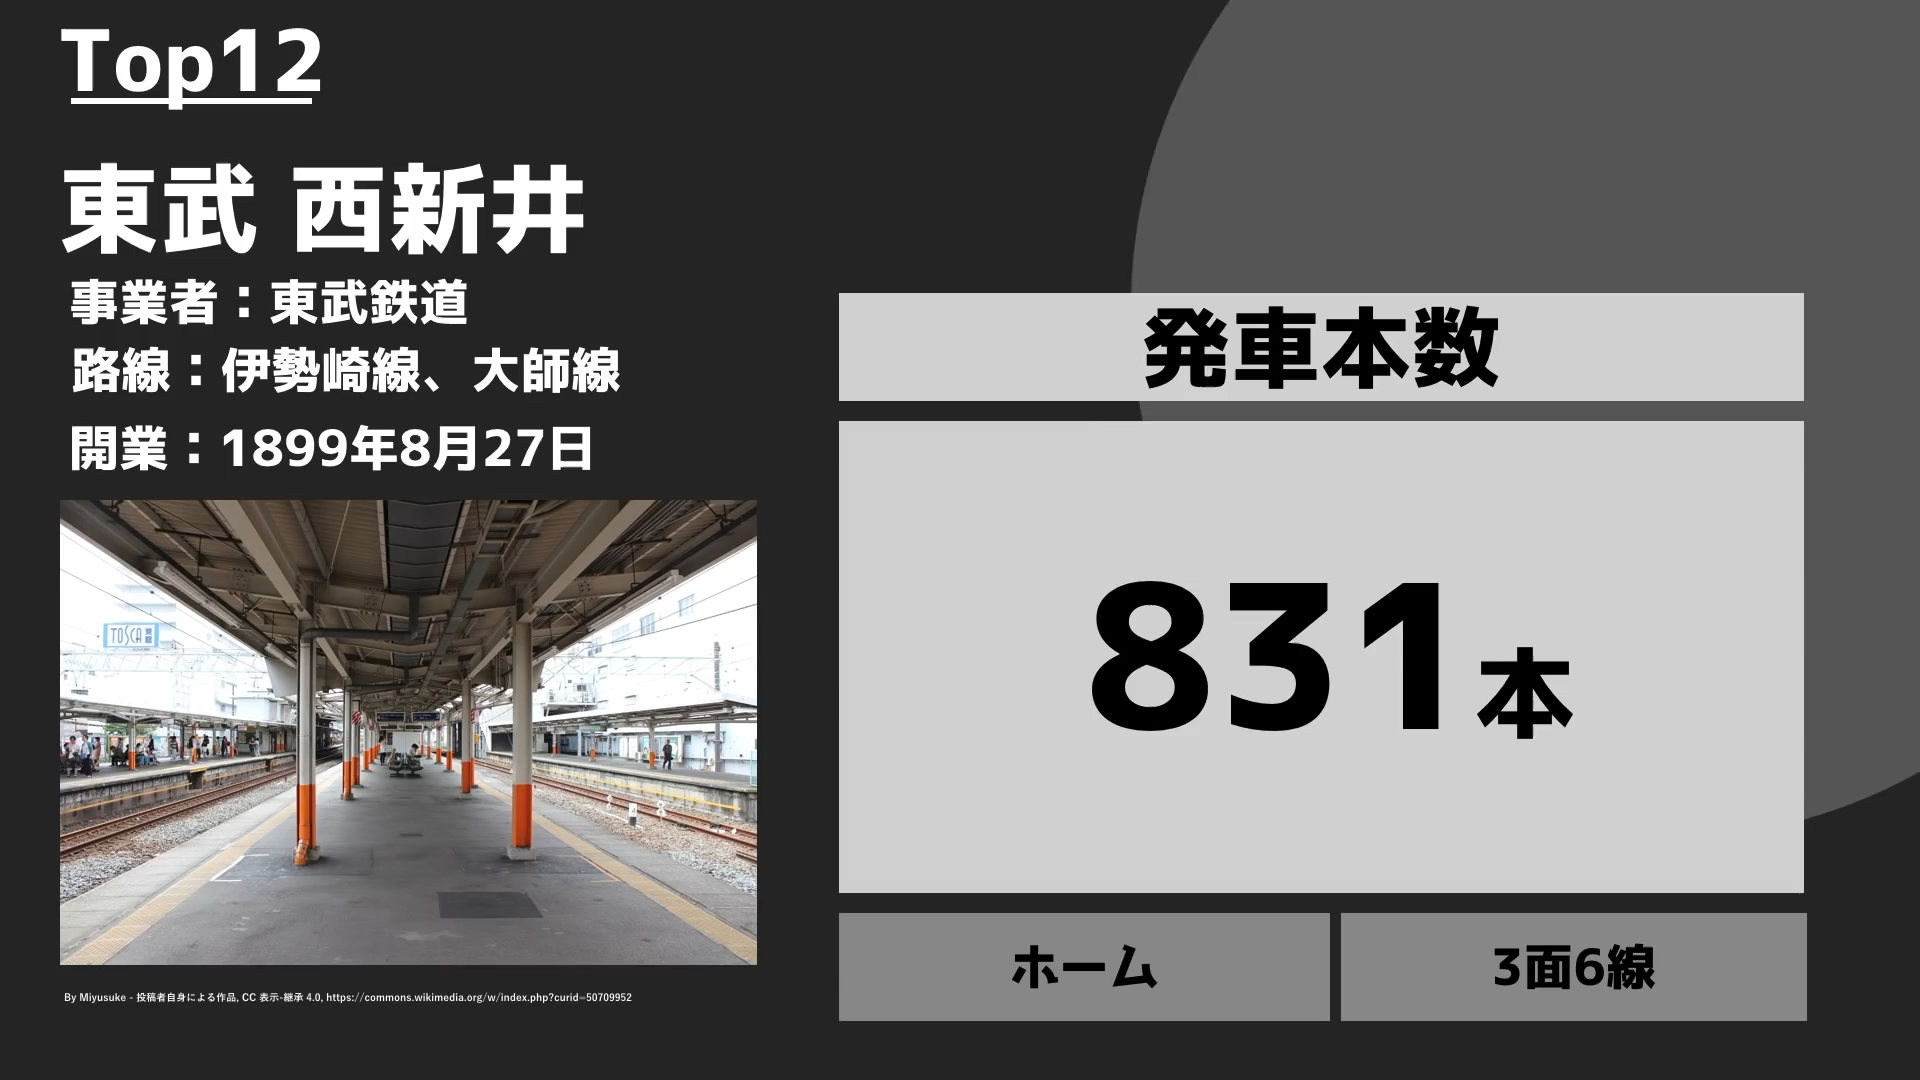 Top12
東武 西新井
事業者：東武鉄道
路線：伊勢崎線、大師線
開業：1899年8月27日
TOSCA
By Miyusuke - 投稿者自身による作品, CC 表示-継承 4.0, https://commons.wikimedia.org/w/index.php?curid=50709952
発車本数
831本
ホーム
3面6線